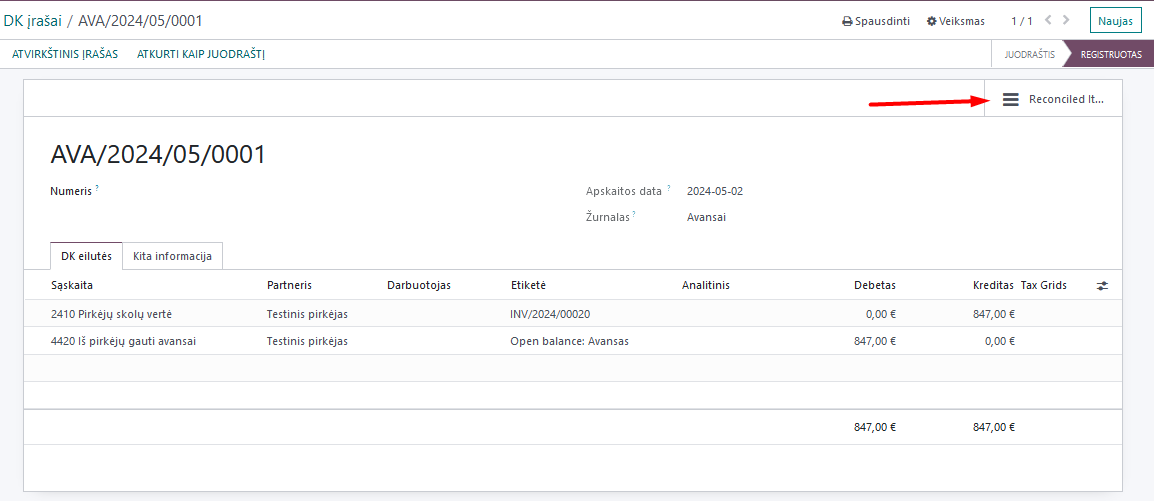 DK įrašai / AVA/2024/05/0001 Spausdinti Veiksmas 1 / 1 Naujas
ATVIRKŠTINIS ĮRAŠAS ATKURTI KAIP JUODRAŠTĮ JUODRAŠTIS REGISTRUOTAS
Reconciled It...
AVA/2024/05/0001
Numeris ? Apskaitos data ? 2024-05-02
Žurnalas ? Avansai
DK eilutės Kita informacija
Sąskaita Partneris Darbuotojas Etiketė Analitinis Debetas Kreditas Tax Grids
2410 Pirkėjų skolų vertė Testinis pirkėjas INV/2024/00020 0,00 € 847,00 €
4420 Iš pirkėjų gauti avansai Testinis pirkėjas Open balance: Avansas 847,00 € 0,00 €
847,00 € 847,00 €